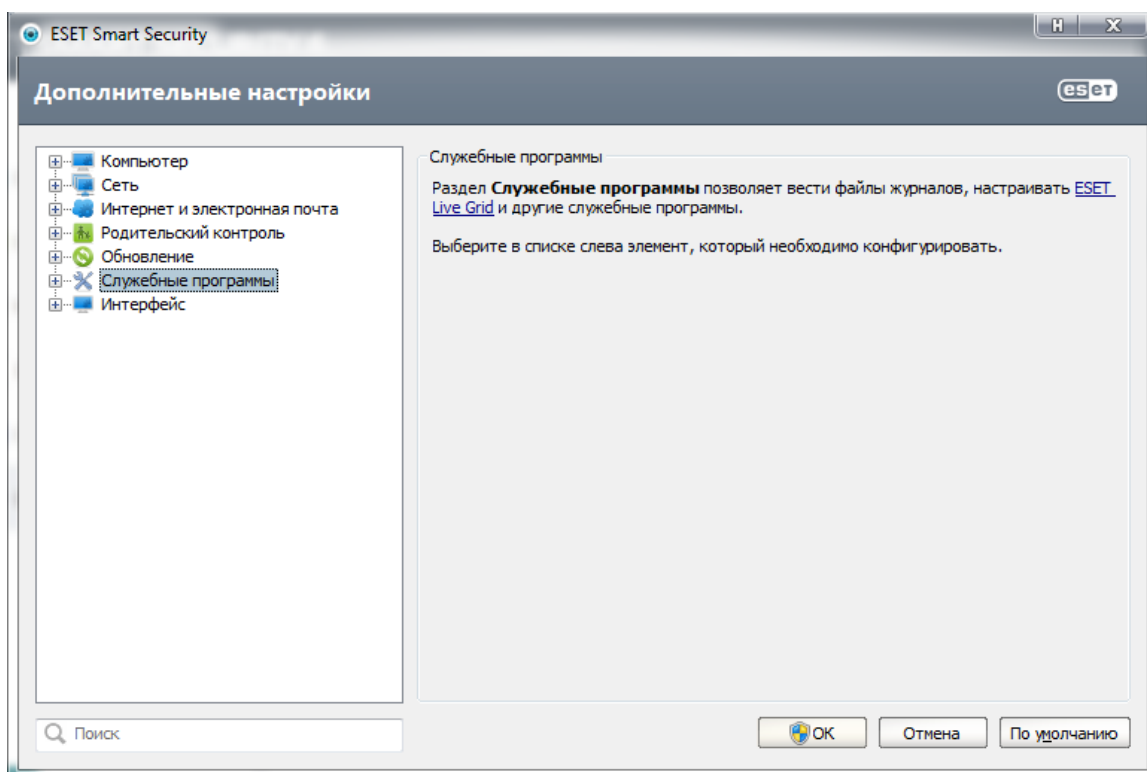 ESET Smart Security
H X
Дополнительные настройки
eset
Компьютер
Сеть
Интернет и электронная почта
Родительский контроль
Обновление
Служебные программы
Интерфейс
Служебные программы
Раздел Служебные программы позволяет вести файлы журналов, настраивать ESET
Live Grid и другие служебные программы.
Выберите в списке слева элемент, который необходимо конфигурировать.
Поиск
ОК
Отмена
По умолчанию